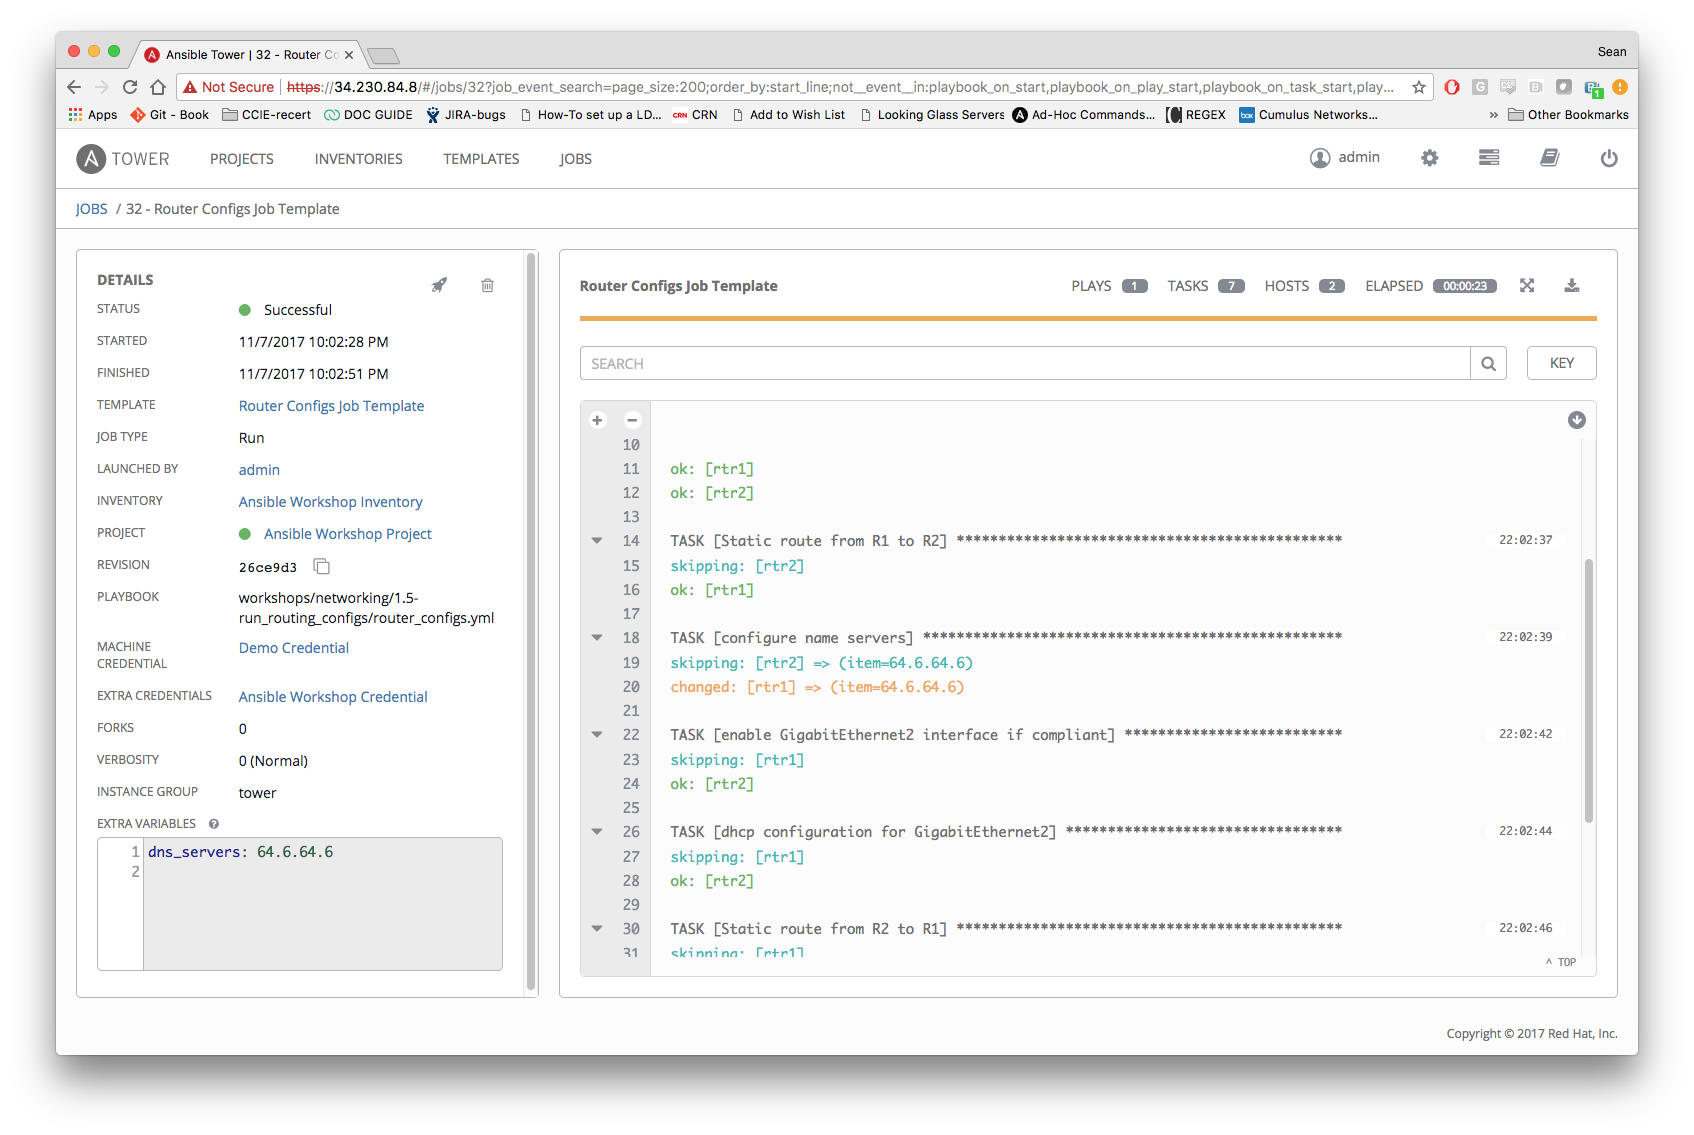 Ansible Tower | 32 - Router Co
Sean
Not Secure https://34.230.84.8/#/jobs/32?job_event_search=page_size:200;order_by:start_line;not__event__in:playbook_on_start,playbook_on_play_start,playbook_on_task_start,play...
Apps Git - Book CCIE-recert DOC GUIDE JIRA-bugs How-To set up a LD... CRN CRN Add to Wish List Looking Glass Servers Ad-Hoc Commands... REGEX box Cumulus Networks... » Other Bookmarks
A TOWER PROJECTS INVENTORIES TEMPLATES JOBS admin
JOBS / 32 - Router Configs Job Template
DETAILS
STATUS Successful
STARTED 11/7/2017 10:02:28 PM
FINISHED 11/7/2017 10:02:51 PM
TEMPLATE Router Configs Job Template
JOB TYPE Run
LAUNCHED BY admin
INVENTORY Ansible Workshop Inventory
PROJECT Ansible Workshop Project
REVISION 26ce9d3
PLAYBOOK workshops/networking/1.5-
run_routing_configs/router_configs.yml
MACHINE Demo Credential
CREDENTIAL
EXTRA CREDENTIALS Ansible Workshop Credential
FORKS 0
VERBOSITY 0 (Normal)
INSTANCE GROUP tower
EXTRA VARIABLES ?
1 dns_servers: 64.6.64.6
2
Router Configs Job Template PLAYS 1 TASKS 7 HOSTS 2 ELAPSED 00:00:23
SEARCH KEY
+ −
10
11 ok: [rtr1]
12 ok: [rtr2]
13
14 TASK [Static route from R1 to R2] ********************************************** 22:02:37
15 skipping: [rtr2]
16 ok: [rtr1]
17
18 TASK [configure name servers] ************************************************** 22:02:39
19 skipping: [rtr2] => (item=64.6.64.6)
20 changed: [rtr1] => (item=64.6.64.6)
21
22 TASK [enable GigabitEthernet2 interface if compliant] ************************** 22:02:42
23 skipping: [rtr1]
24 ok: [rtr2]
25
26 TASK [dhcp configuration for GigabitEthernet2] ********************************* 22:02:44
27 skipping: [rtr1]
28 ok: [rtr2]
29
30 TASK [Static route from R2 to R1] ********************************************** 22:02:46
31 skipping: [rtr1]
^ TOP
Copyright © 2017 Red Hat, Inc.